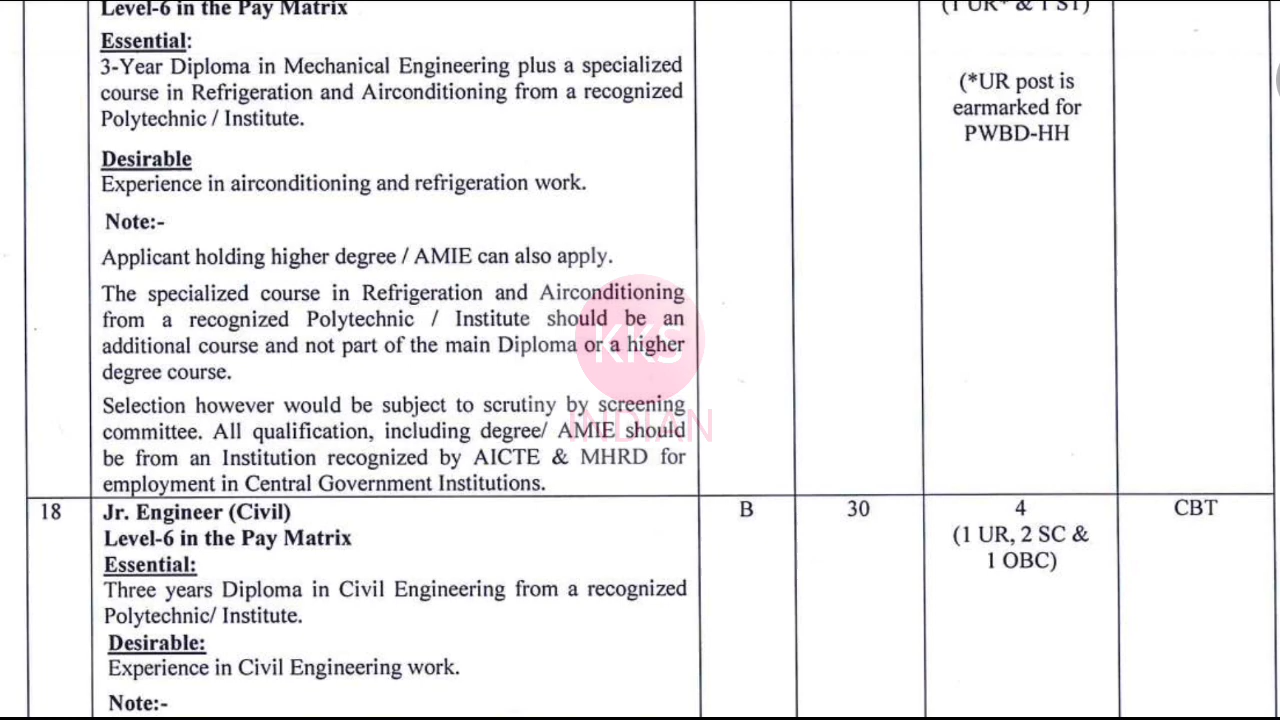 Level-6 in the Pay Matrix
(1 UR* & 1 ST)
Essential:
3-Year Diploma in Mechanical Engineering plus a specialized
course in Refrigeration and Airconditioning from a recognized
Polytechnic / Institute.
(*UR post is
earmarked for
PWBD-HH
Desirable
Experience in airconditioning and refrigeration work.
Note:-
Applicant holding higher degree / AMIE can also apply.
The specialized course in Refrigeration and Airconditioning
from a recognized Polytechnic / Institute should be an
additional course and not part of the main Diploma or a higher
degree course.
Selection however would be subject to scrutiny by screening
committee. All qualification, including degree/ AMIE should
be from an Institution recognized by AICTE & MHRD for
employment in Central Government Institutions.
KKS
INDIAN
18
Jr. Engineer (Civil)
Level-6 in the Pay Matrix
Essential:
Three years Diploma in Civil Engineering from a recognized
Polytechnic/ Institute.
Desirable:
Experience in Civil Engineering work.
Note:-
B
30
4
(1 UR, 2 SC &
1 OBC)
CBT